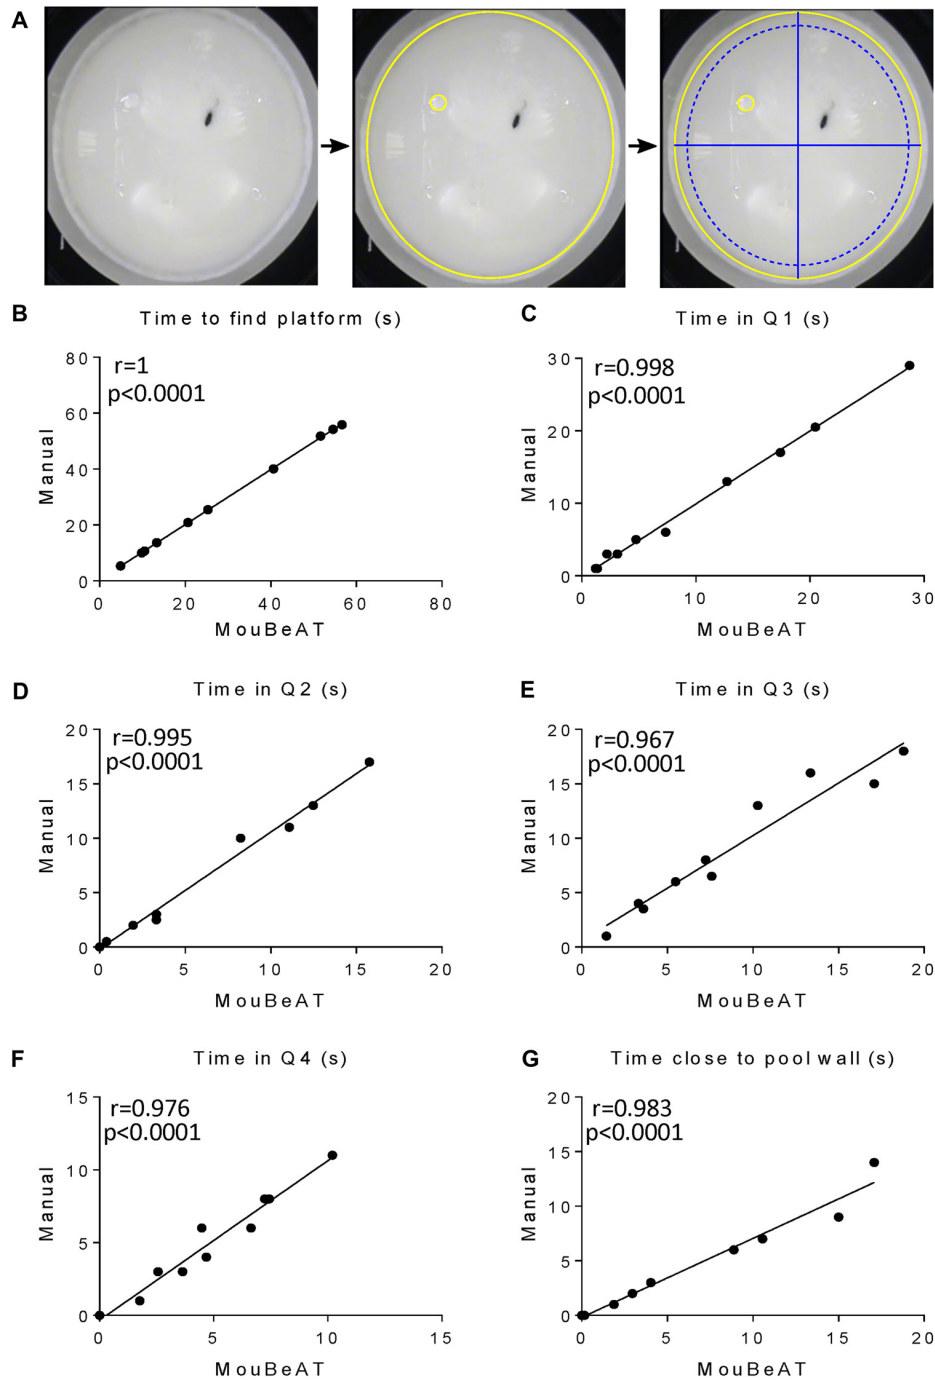 A
B
Time to find platform (s)
r=1
p<0.0001
80
60
40
20
0
Manual
0 20 40 60 80
MouBeAT
C
Time in Q1 (s)
r=0.998
p<0.0001
30
20
10
0
Manual
0 10 20 30
MouBeAT
D
Time in Q2 (s)
r=0.995
p<0.0001
20
15
10
5
0
Manual
0 5 10 15 20
MouBeAT
E
Time in Q3 (s)
r=0.967
p<0.0001
20
15
10
5
0
Manual
0 5 10 15 20
MouBeAT
F
Time in Q4 (s)
r=0.976
p<0.0001
15
10
5
0
Manual
0 5 10 15
MouBeAT
G
Time close to pool wall (s)
r=0.983
p<0.0001
20
15
10
5
0
Manual
0 5 10 15 20
MouBeAT